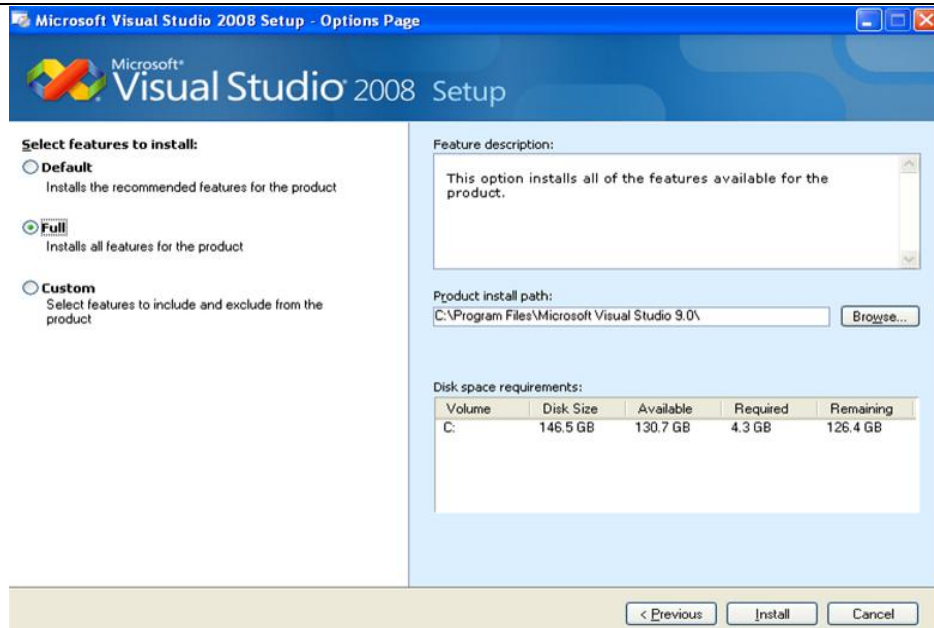 Microsoft Visual Studio 2008 Setup - Options Page
Microsoft®
Visual Studio® 2008 Setup
Select features to install:
Default
Installs the recommended features for the product
Full
Installs all features for the product
Custom
Select features to include and exclude from the
product
Feature description:
This option installs all of the features available for the
product.
Product install path:
C:\Program Files\Microsoft Visual Studio 9.0\
Browse...
Disk space requirements:
Volume Disk Size Available Required Remaining
C: 146.5 GB 130.7 GB 4.3 GB 126.4 GB
< Previous Install Cancel